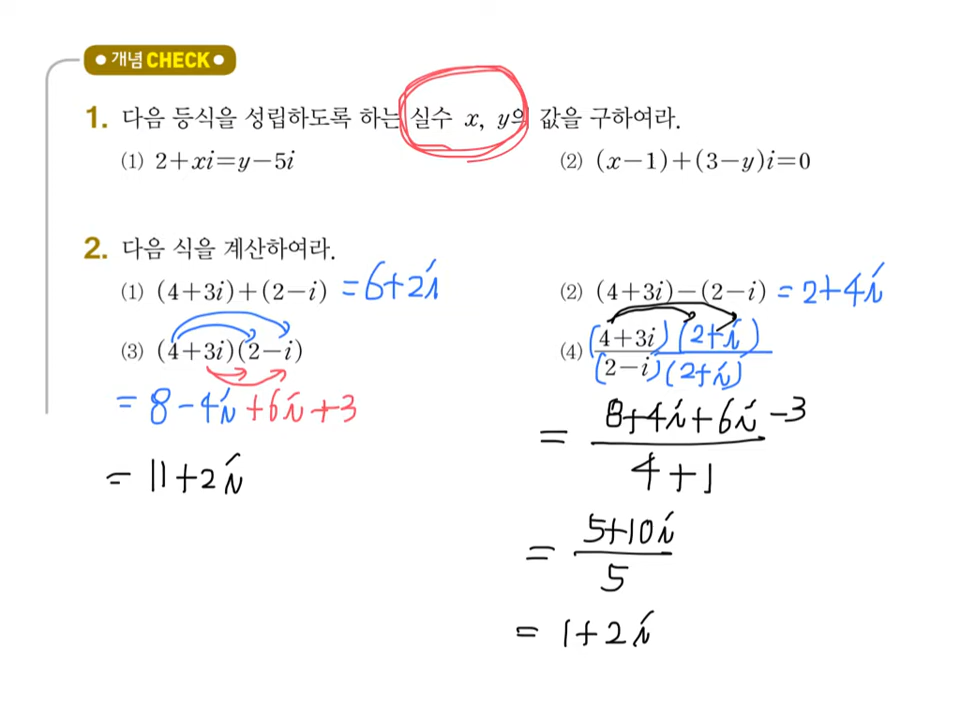 개념 CHECK
1. 다음 등식을 성립하도록 하는 실수 x, y의 값을 구하여라.
(1) 2+xi=y-5i
(2) (x-1)+(3-y)i=0
2. 다음 식을 계산하여라.
(1) (4+3i)+(2-i) = 6+2i
(2) (4+3i)-(2-i) = 2+4i
(3) (4+3i)(2-i)
= 8-4i+6i+3
= 11+2i
(4) (4+3i)(2+i)
(2-i)(2+i)
= 8+4i+6i-3
4+1
= 5+10i
5
= 1+2i